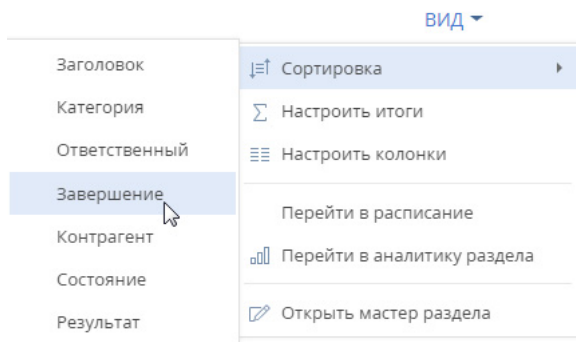 ВИД
Сортировка
Настроить итоги
Настроить колонки
Перейти в расписание
Перейти в аналитику раздела
Открыть мастер раздела
Заголовок
Категория
Ответственный
Завершение
Контрагент
Состояние
Результат